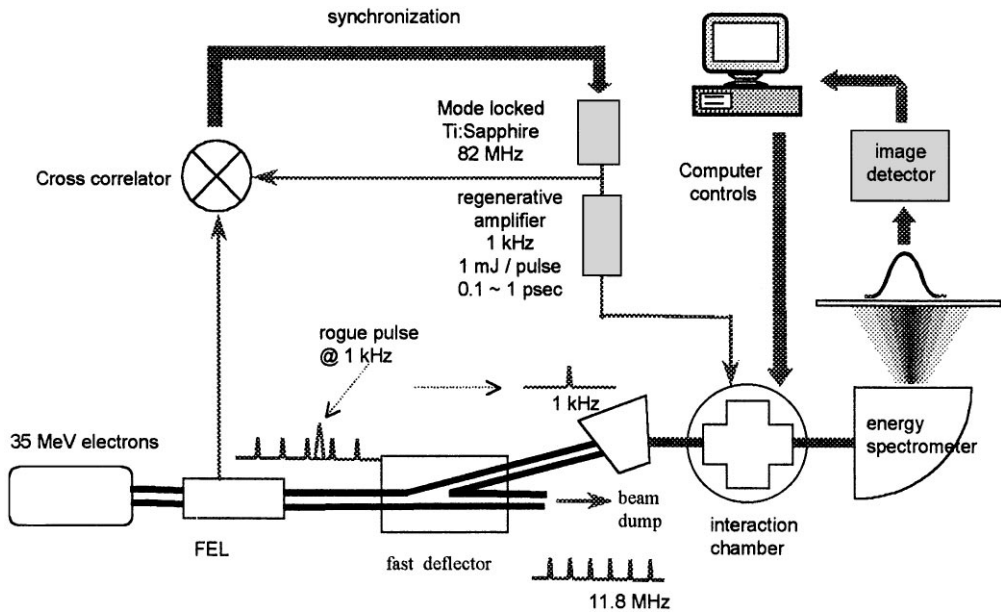 synchronization
Mode locked
Ti:Sapphire
82 MHz
Cross correlator
regenerative
amplifier
1 kHz
1 mJ / pulse
0.1 ~ 1 psec
Computer
controls
image
detector
rogue pulse
@ 1 kHz
1 kHz
35 MeV electrons
energy
spectrometer
FEL
fast deflector
beam
dump
interaction
chamber
11.8 MHz